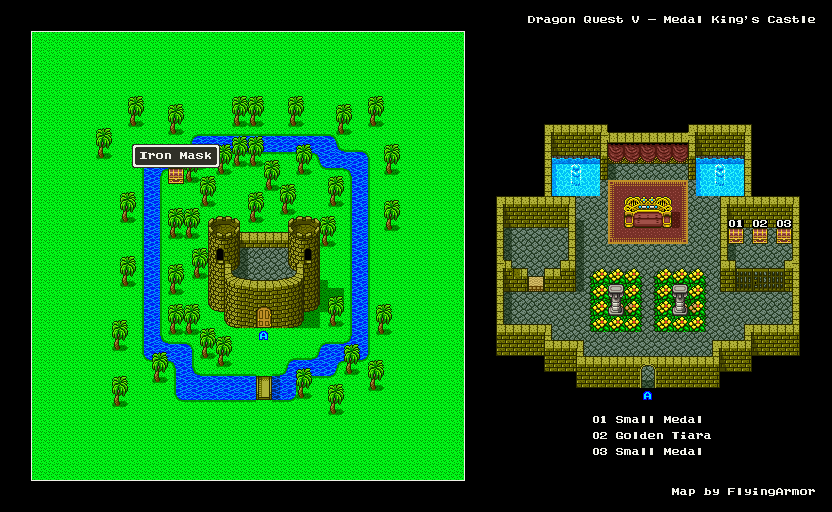 Dragon Quest V – Medal King's Castle
Iron Mask
01 02 03
A
A
01 Small Medal
02 Golden Tiara
03 Small Medal
Map by FlyingArmor